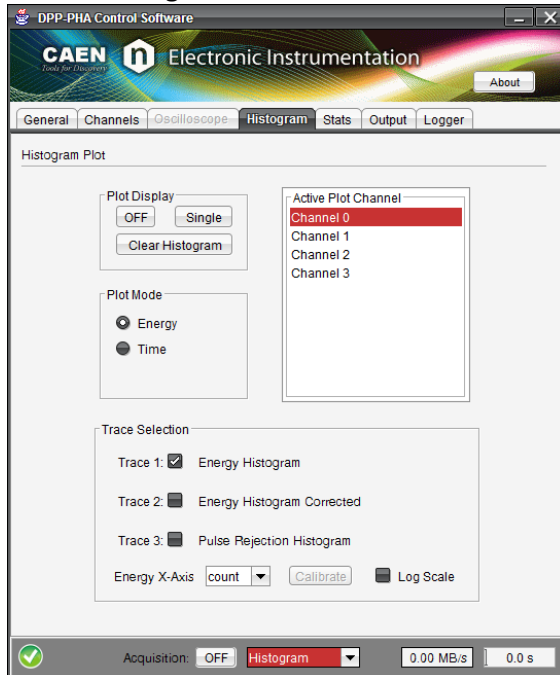 DPP-PHA Control Software
CAEN n Electronic Instrumentation
Tools for Discovery
About
General Channels Oscilloscope Histogram Stats Output Logger
Histogram Plot
Plot Display
OFF Single
Clear Histogram
Active Plot Channel
Channel 0
Channel 1
Channel 2
Channel 3
Plot Mode
Energy
Time
Trace Selection
Trace 1: Energy Histogram
Trace 2: Energy Histogram Corrected
Trace 3: Pulse Rejection Histogram
Energy X-Axis count Calibrate Log Scale
Acquisition: OFF Histogram 0.00 MB/s 0.0 s